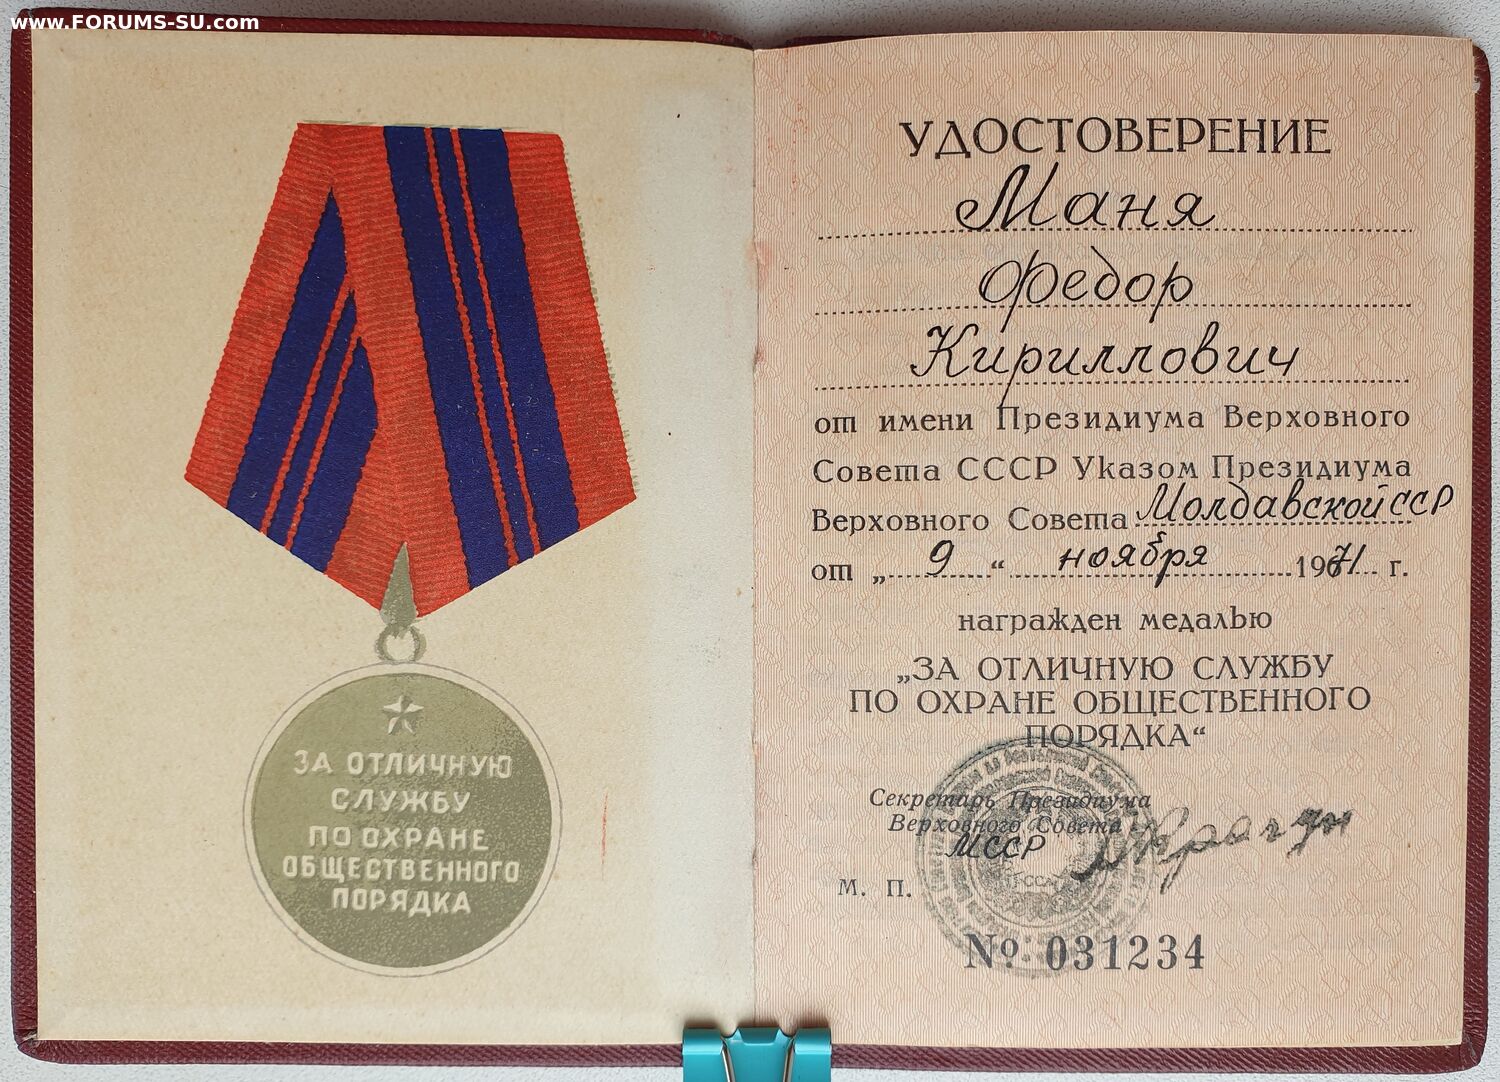 www.FORUMS-SU.com
ЗА ОТЛИЧНУЮ
СЛУЖБУ
ПО ОХРАНЕ
ОБЩЕСТВЕННОГО
ПОРЯДКА
УДОСТОВЕРЕНИЕ
Маня
Федор
Кириллович
от имени Президиума Верховного
Совета СССР Указом Президиума
Верховного Совета Молдавской ССР
от „ 9 “ ноября 1971 г.
награжден медалью
„ЗА ОТЛИЧНУЮ СЛУЖБУ
ПО ОХРАНЕ ОБЩЕСТВЕННОГО
ПОРЯДКА“
Секретарь Президиума
Верховного Совета
МССР
М. П.
№ 031234